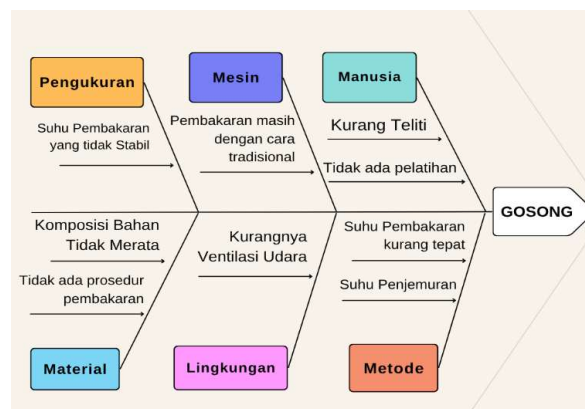 Pengukuran
Mesin
Manusia
Suhu Pembakaran
yang tidak Stabil
Pembakaran masih
dengan cara
tradisional
Kurang Teliti
Tidak ada pelatihan
GOSONG
Komposisi Bahan
Tidak Merata
Tidak ada prosedur
pembakaran
Kurangnya
Ventilasi Udara
Suhu Pembakaran
kurang tepat
Suhu Penjemuran
Material
Lingkungan
Metode